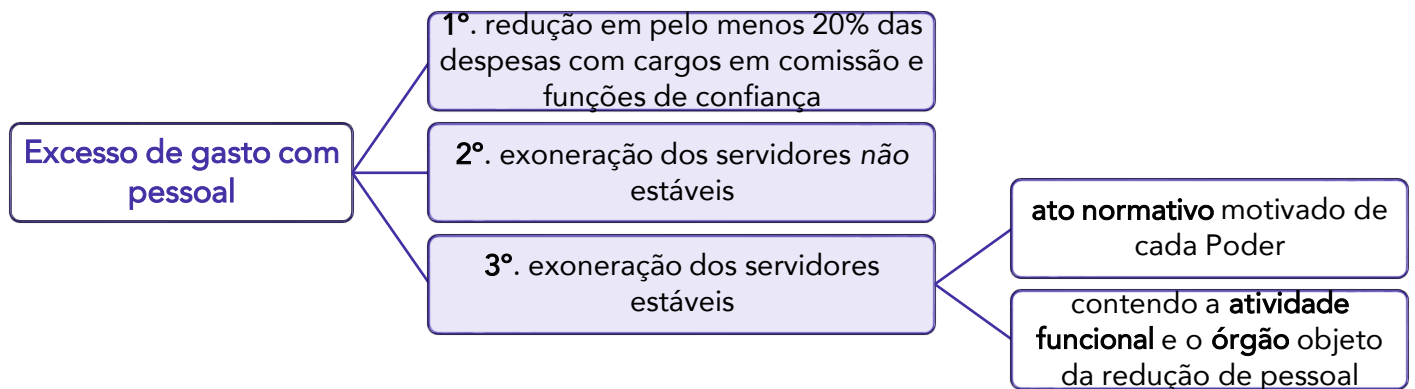 Excesso de gasto com
pessoal
1º. redução em pelo menos 20% das
despesas com cargos em comissão e
funções de confiança
2º. exoneração dos servidores não
estáveis
3º. exoneração dos servidores
estáveis
ato normativo motivado de
cada Poder
contendo a atividade
funcional e o órgão objeto
da redução de pessoal